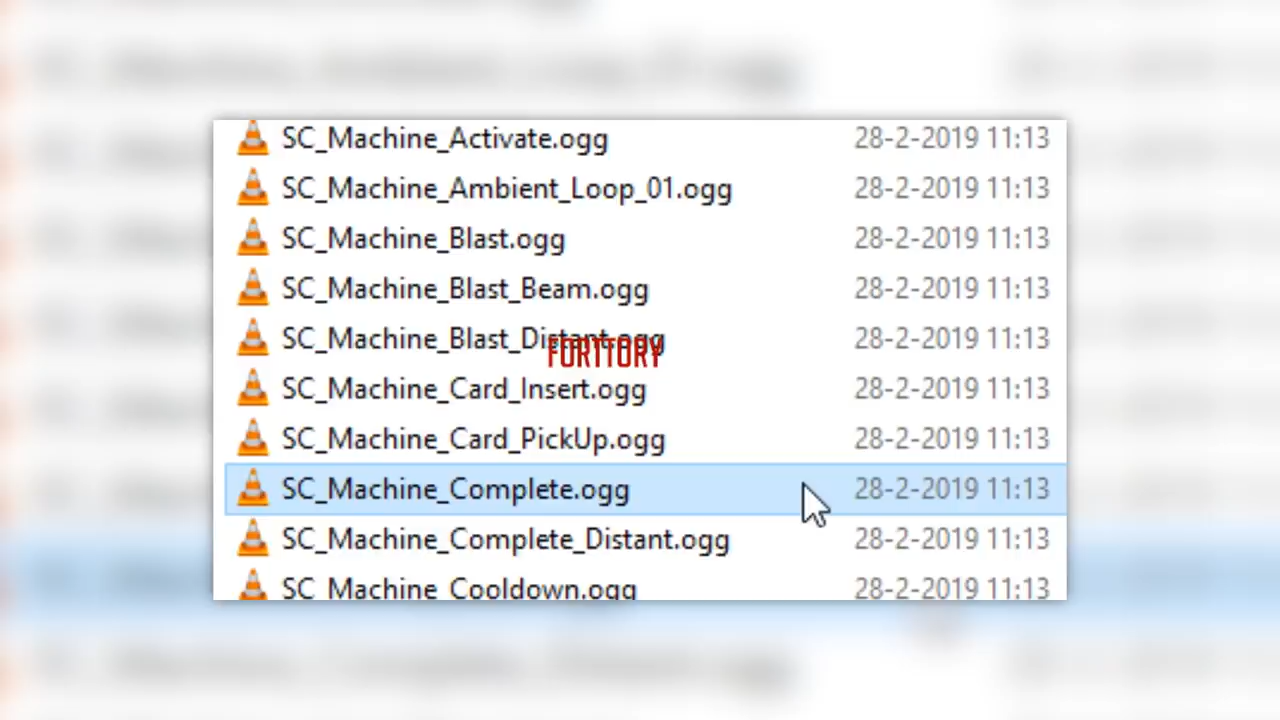 SC_Machine_Activate.ogg 28-2-2019 11:13
SC_Machine_Ambient_Loop_01.ogg 28-2-2019 11:13
SC_Machine_Blast.ogg 28-2-2019 11:13
SC_Machine_Blast_Beam.ogg 28-2-2019 11:13
SC_Machine_Blast_Distant.ogg 28-2-2019 11:13
FORTTORY
SC_Machine_Card_Insert.ogg 28-2-2019 11:13
SC_Machine_Card_PickUp.ogg 28-2-2019 11:13
SC_Machine_Complete.ogg 28-2-2019 11:13
SC_Machine_Complete_Distant.ogg 28-2-2019 11:13
SC_Machine_Cooldown.ogg 28-2-2019 11:13